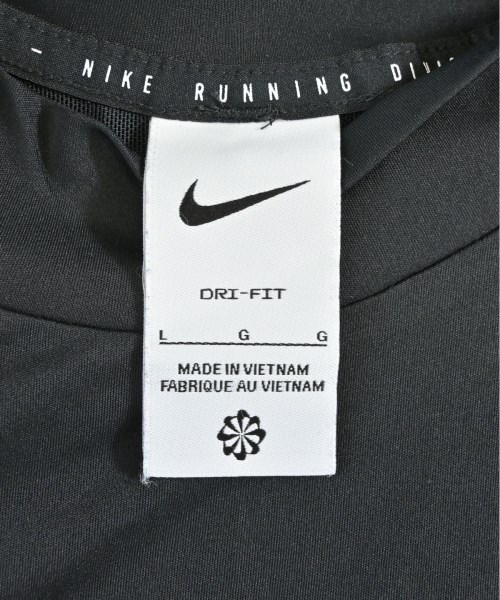 – NIKE RUNNING
DRI-FIT
L G G
MADE IN VIETNAM
FABRIQUE AU VIETNAM